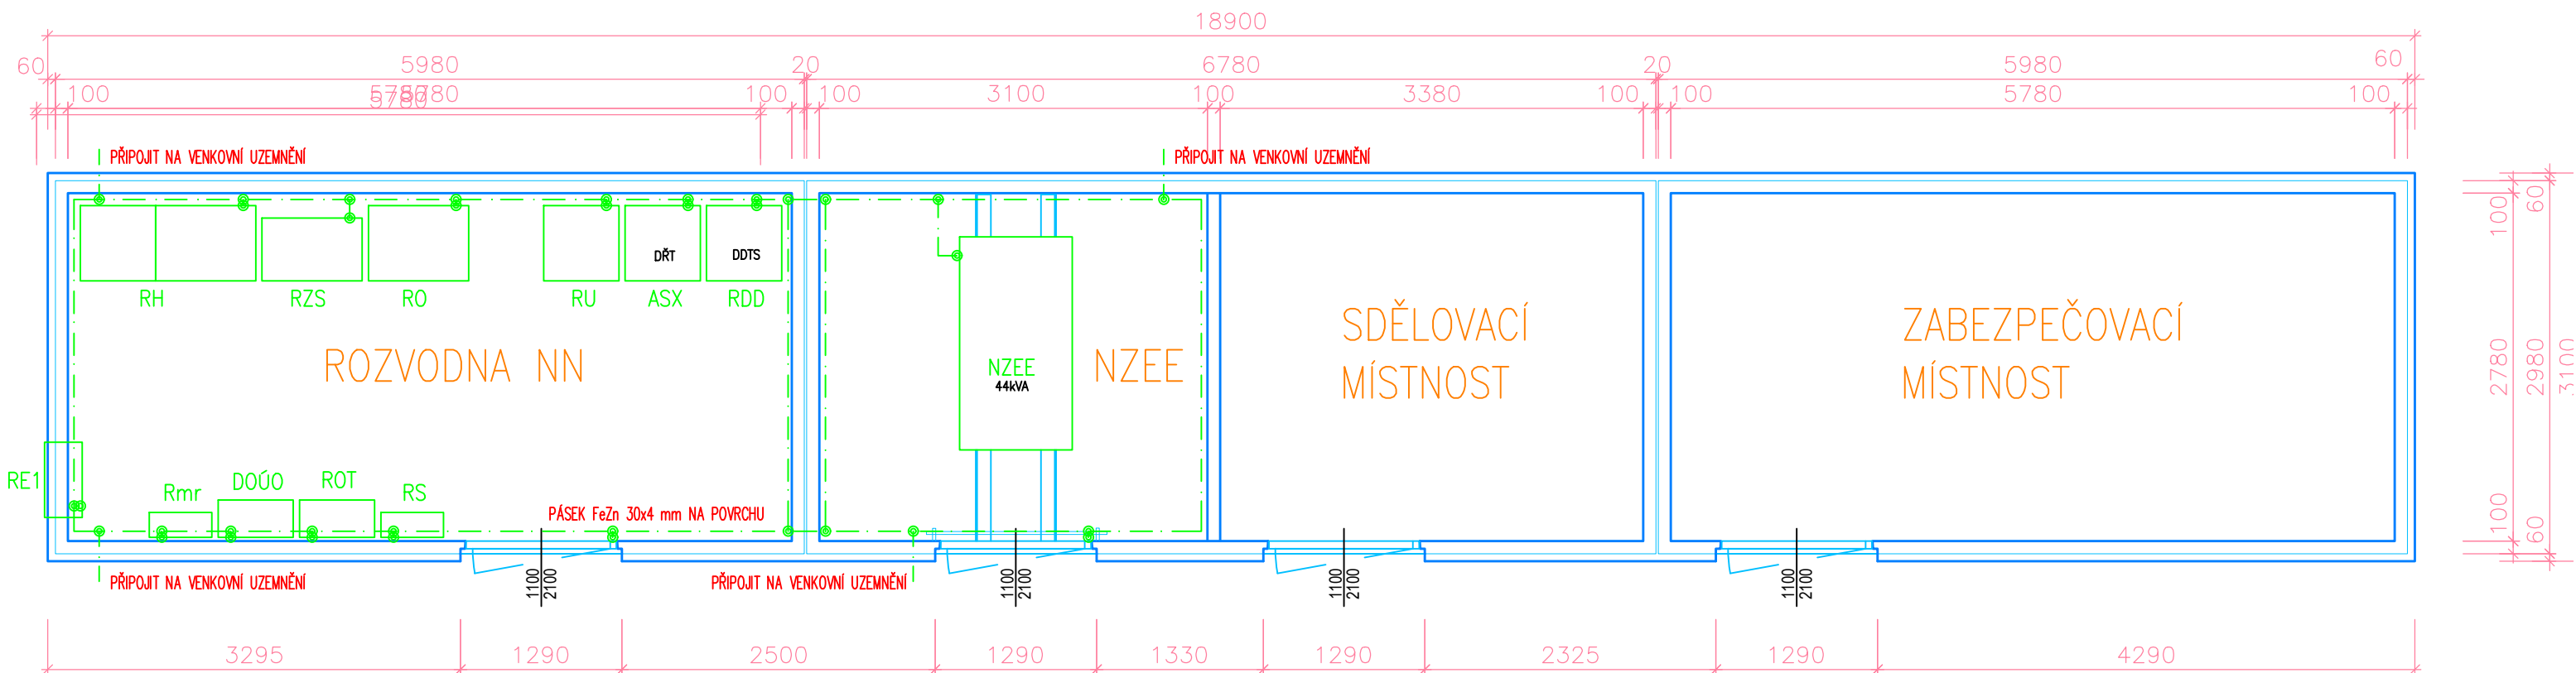 18900
60 5980 20 6780 20 5980 60
100 5780 100 100 3100 100 3380 100 100 5780 100
5780
PŘIPOJIT NA VENKOVNÍ UZEMNĚNÍ
PŘIPOJIT NA VENKOVNÍ UZEMNĚNÍ
100 60
DŘT DDTS
RH RZS RO RU ASX RDD
ROZVODNA NN
NZEE
44kVA
NZEE
SDĚLOVACÍ
MÍSTNOST
ZABEZPEČOVACÍ
MÍSTNOST
2780 2980 3100
RE1 Rmr DOÚO ROT RS
PÁSEK FeZn 30x4 mm NA POVRCHU
100 60
PŘIPOJIT NA VENKOVNÍ UZEMNĚNÍ
PŘIPOJIT NA VENKOVNÍ UZEMNĚNÍ
1100
2100
1100
2100
1100
2100
1100
2100
3295 1290 2500 1290 1330 1290 2325 1290 4290